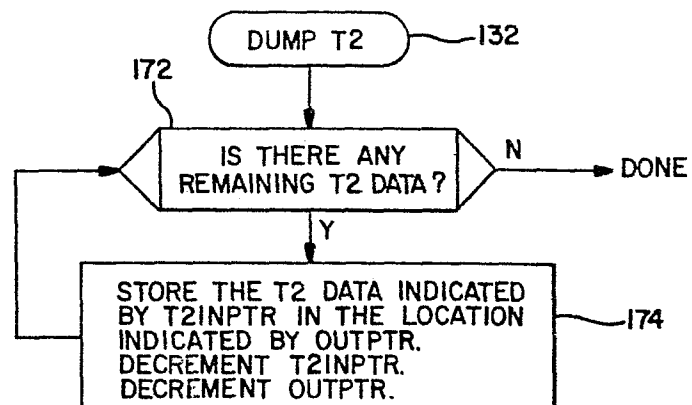 DUMP T2
132
172
IS THERE ANY
REMAINING T2 DATA?
N
DONE
Y
STORE THE T2 DATA INDICATED
BY T2INPTR IN THE LOCATION
INDICATED BY OUTPTR.
DECREMENT T2INPTR.
DECREMENT OUTPTR.
174